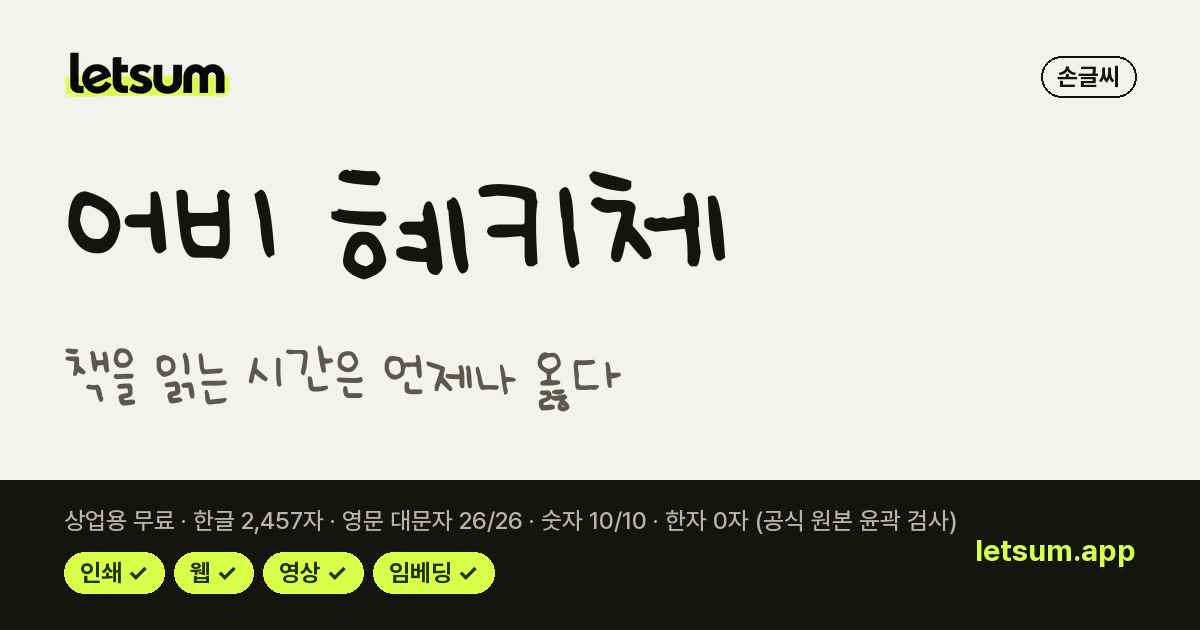 letsum
손글씨
어비 혜키체
책을 읽는 시간은 언제나 옳다
상업용 무료 · 한글 2,457자 · 영문 대문자 26/26 · 숫자 10/10 · 한자 0자 (공식 원본 윤곽 검사)
인쇄 ✓ 웹 ✓ 영상 ✓ 임베딩 ✓
letsum.app